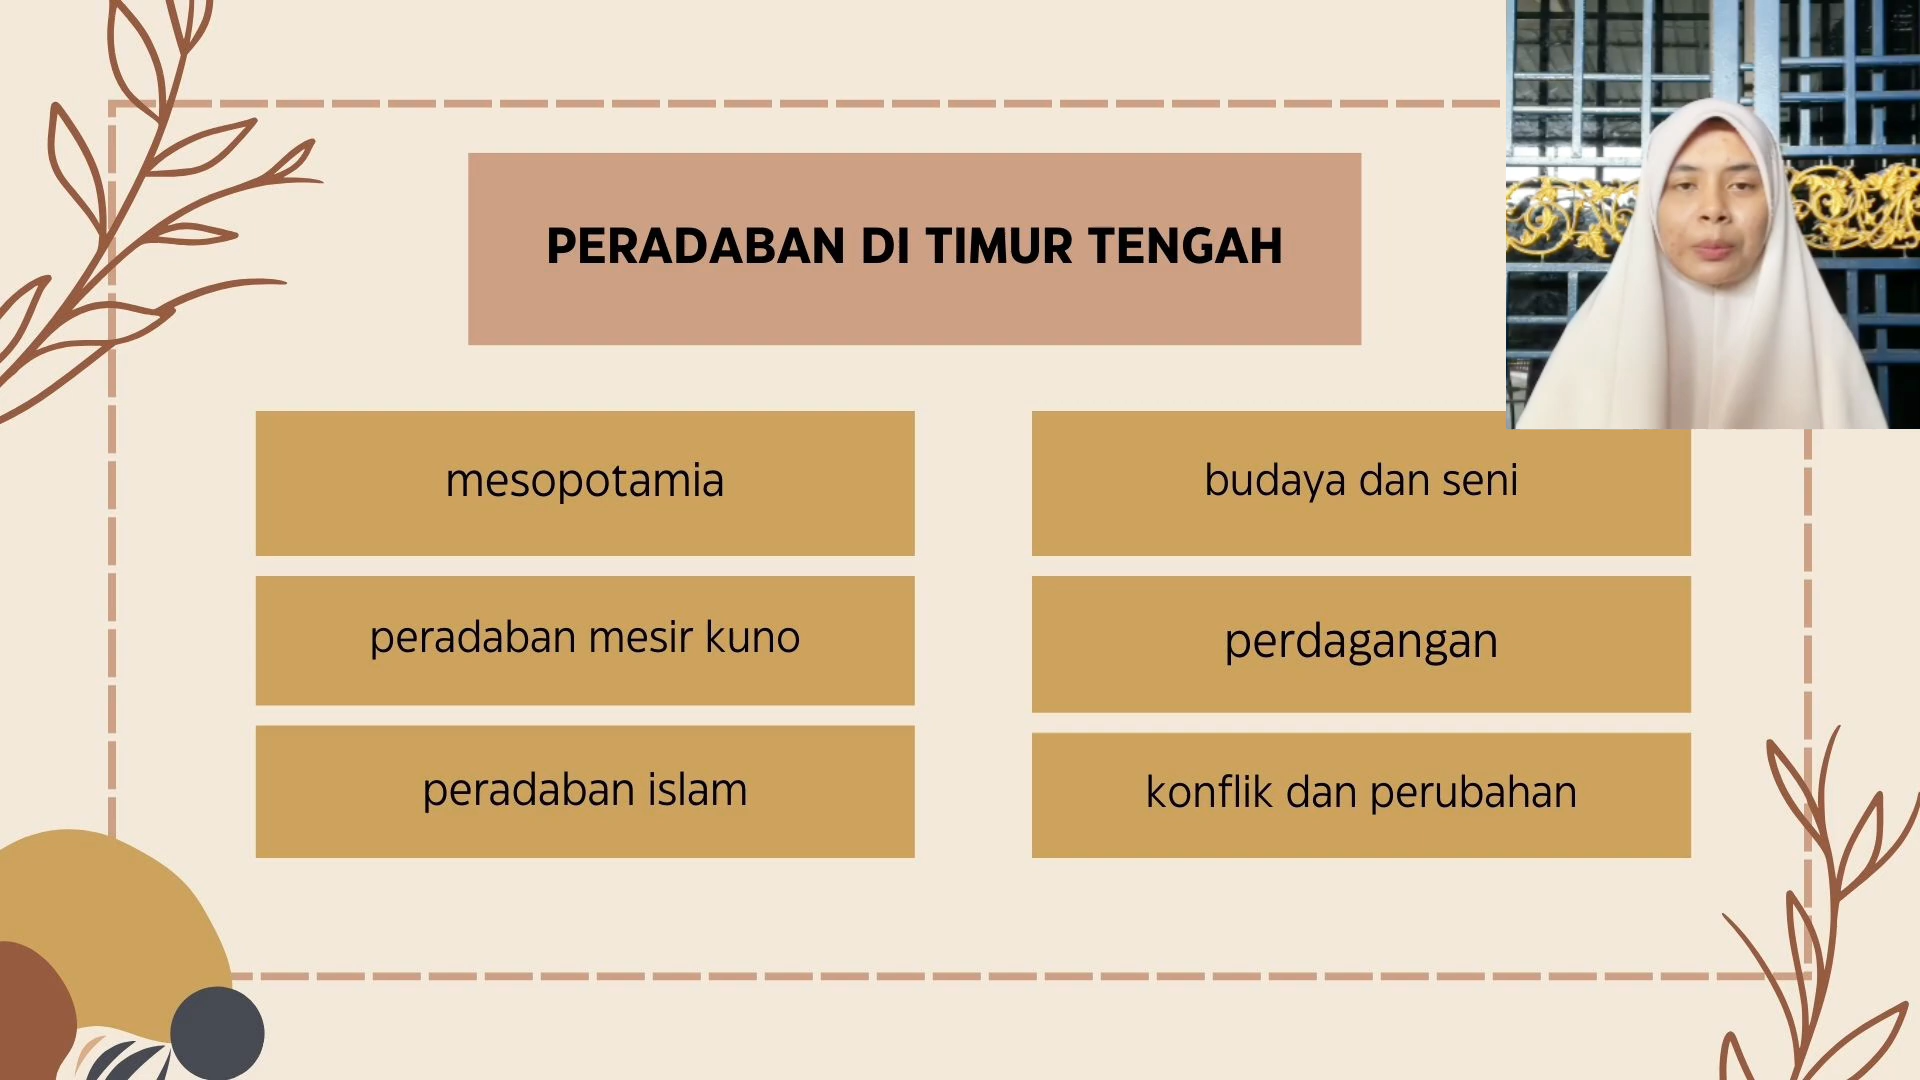 PERADABAN DI TIMUR TENGAH
mesopotamia
peradaban mesir kuno
peradaban islam
budaya dan seni
perdagangan
konflik dan perubahan